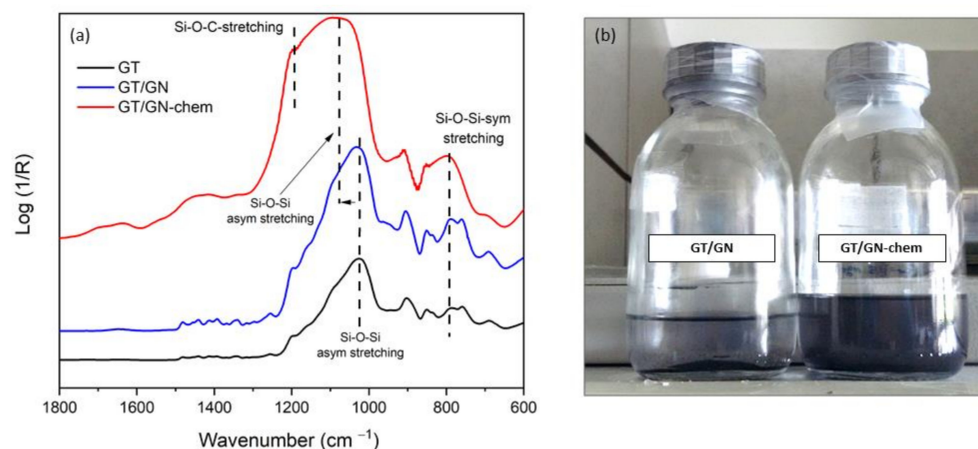 (a)
Si-O-C-stretching
GT
GT/GN
GT/GN-chem
Si-O-Si-sym
stretching
Si-O-Si
asym stretching
Si-O-Si
asym stretching
Log (1/R)
1800 1600 1400 1200 1000 800 600
Wavenumber (cm ⁻¹)
(b)
GT/GN
GT/GN-chem